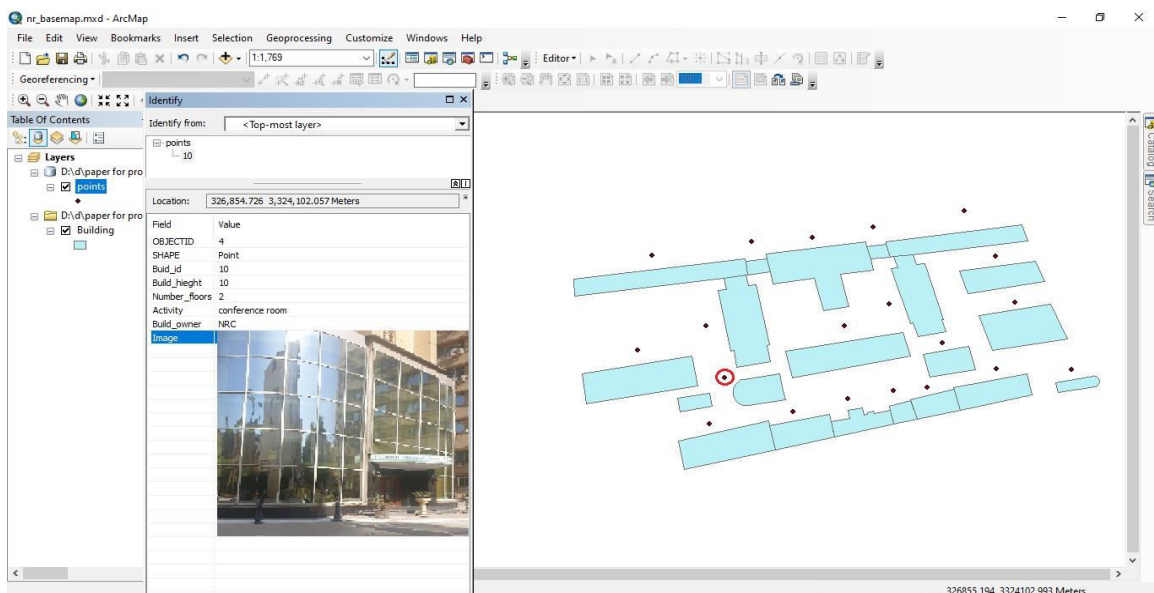 nr_basemap.mxd - ArcMap
File Edit View Bookmarks Insert Selection Geoprocessing Customize Windows Help
1:1,769
Editor
Georeferencing
Identify
Table Of Contents
Identify from: <Top-most layer>
Layers
D:\d\paper for pro
points
D:\d\paper for pro
Building
points
10
Location: 326,854.726 3,324,102.057 Meters
Field Value
OBJECTID 4
SHAPE Point
Buid_id 10
Build_hieght 10
Number_floors 2
Activity conference room
Build_owner NRC
Image
Catalog
Search
326855.194 3324102.993 Meters